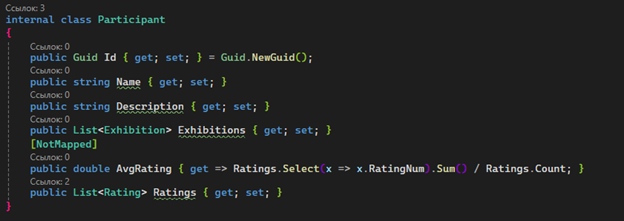 Ссылок: 3
internal class Participant
{
Ссылок: 0
public Guid Id { get; set; } = Guid.NewGuid();
Ссылок: 0
public string Name { get; set; }
Ссылок: 0
public string Description { get; set; }
Ссылок: 0
public List<Exhibition> Exhibitions { get; set; }
[NotMapped]
Ссылок: 0
public double AvgRating { get => Ratings.Select(x => x.RatingNum).Sum() / Ratings.Count; }
Ссылок: 2
public List<Rating> Ratings { get; set; }
}